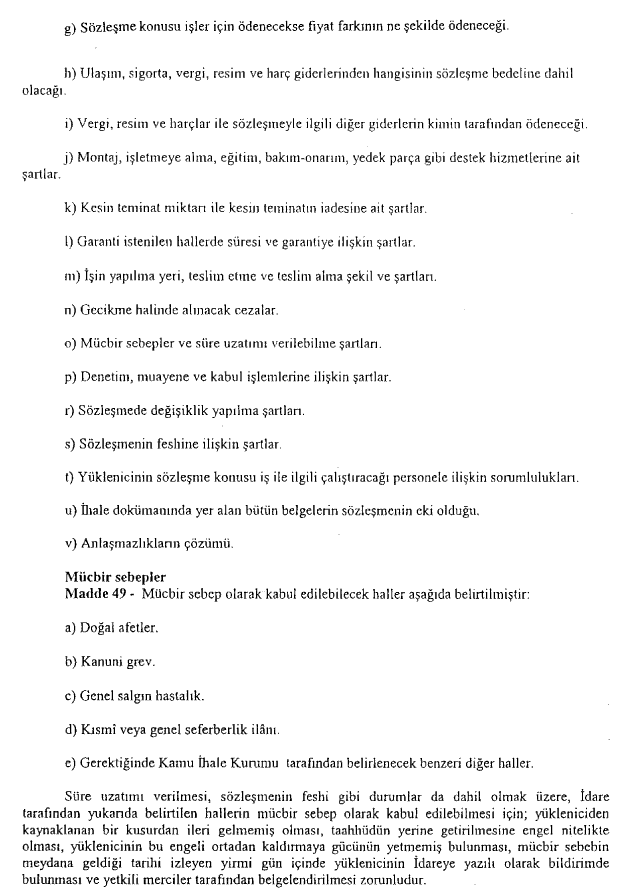 g) Sözleşme konusu işler için ödenecekse fiyat farkının ne şekilde ödeneceği.
h) Ulaşım, sigorta, vergi, resim ve harç giderlerinden hangisinin sözleşme bedeline dahil
olacağı.
i) Vergi, resim ve harçlar ile sözleşmeyle ilgili diğer giderlerin kimin tarafından ödeneceği.
j) Montaj, işletmeye alma, eğitim, bakım-onarım, yedek parça gibi destek hizmetlerine ait
şartlar.
k) Kesin teminat miktarı ile kesin teminatın iadesine ait şartlar.
l) Garanti istenilen hallerde süresi ve garantiye ilişkin şartlar.
m) İşin yapılma yeri, teslim etme ve teslim alma şekil ve şartları.
n) Gecikme halinde alınacak cezalar.
o) Mücbir sebepler ve süre uzatımı verilebilme şartları.
p) Denetim, muayene ve kabul işlemlerine ilişkin şartlar.
r) Sözleşmede değişiklik yapılma şartları.
s) Sözleşmenin feshine ilişkin şartlar.
t) Yüklenicinin sözleşme konusu iş ile ilgili çalıştıracağı personele ilişkin sorumlulukları.
u) İhale dokümanında yer alan bütün belgelerin sözleşmenin eki olduğu.
v) Anlaşmazlıkların çözümü.
Mücbir sebepler
Madde 49 - Mücbir sebep olarak kabul edilebilecek haller aşağıda belirtilmiştir:
a) Doğal afetler.
b) Kanuni grev.
c) Genel salgın hastalık.
d) Kısmî veya genel seferberlik ilânı.
e) Gerektiğinde Kamu İhale Kurumu tarafından belirlenecek benzeri diğer haller.
Süre uzatımı verilmesi, sözleşmenin feshi gibi durumlar da dahil olmak üzere, İdare
tarafından yukarıda belirtilen hallerin mücbir sebep olarak kabul edilebilmesi için; yükleniciden
kaynaklanan bir kusurdan ileri gelmemiş olması, taahhüdün yerine getirilmesine engel nitelikte
olması, yüklenicinin bu engeli ortadan kaldırmaya gücünün yetmemiş bulunması, mücbir sebebin
meydana geldiği tarihi izleyen yirmi gün içinde yüklenicinin İdareye yazılı olarak bildirimde
bulunması ve yetkili merciler tarafından belgelendirilmesi zorunludur.